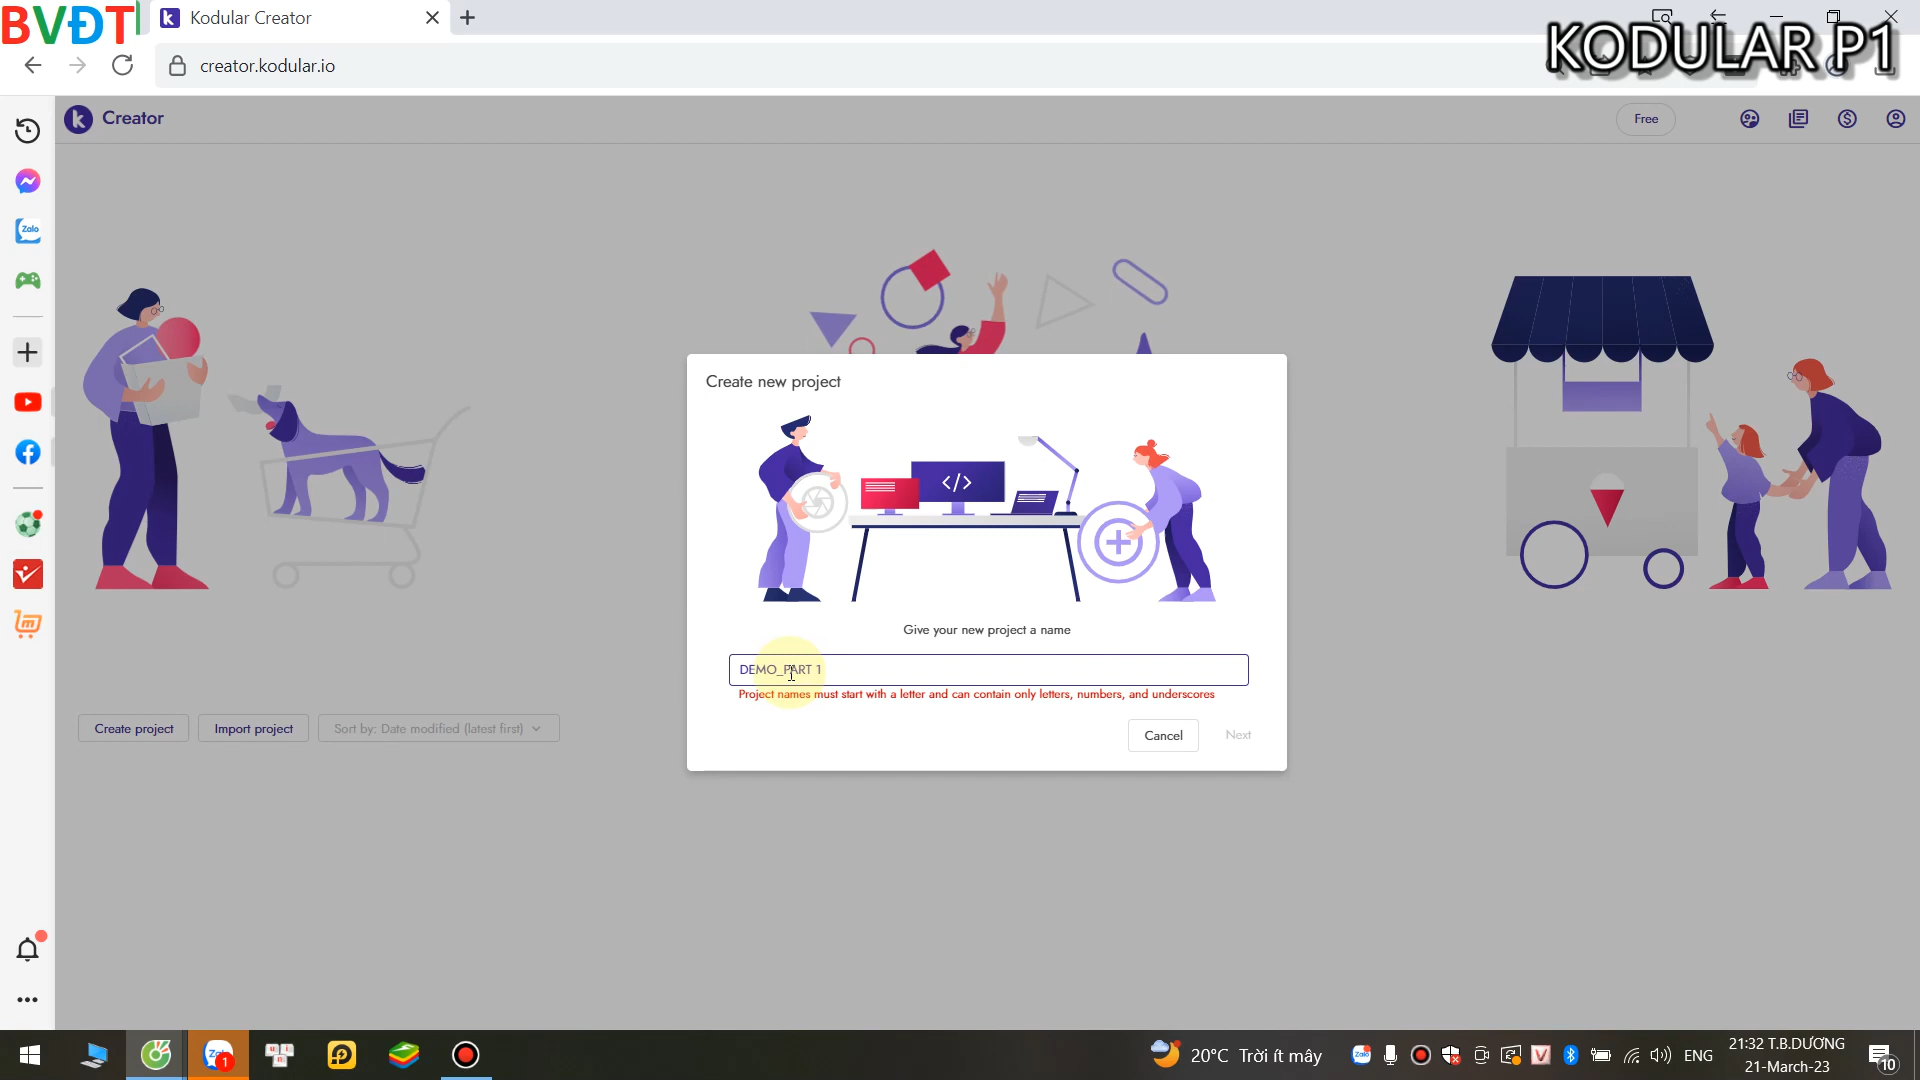 BVĐT
Kodular Creator
KODULAR P1
creator.kodular.io
Creator
Free
Zalo
Create new project
</>
Give your new project a name
DEMO_PART 1
Project names must start with a letter and can contain only letters, numbers, and underscores
Create project
Import project
Sort by: Date modified (latest first)
Cancel
Next
1
20°C Trời ít mây
ENG
21:32 T.B.DƯƠNG
21-March-23
10